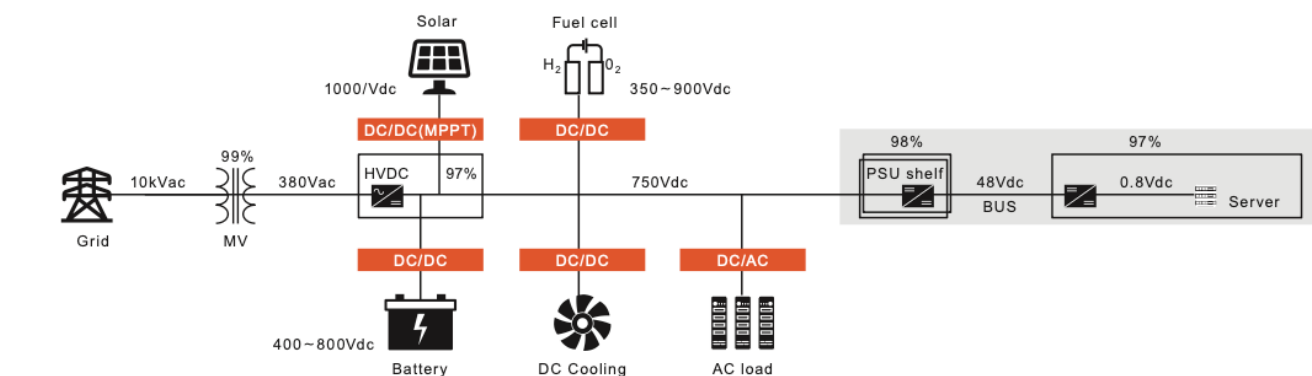 Solar
Fuel cell
H2
O2
1000/Vdc
350~900Vdc
DC/DC(MPPT)
DC/DC
99%
98%
97%
10kVac
380Vac
HVDC
97%
750Vdc
PSU shelf
48Vdc
BUS
0.8Vdc
Server
Grid
MV
DC/DC
DC/DC
DC/AC
400~800Vdc
Battery
DC Cooling
AC load